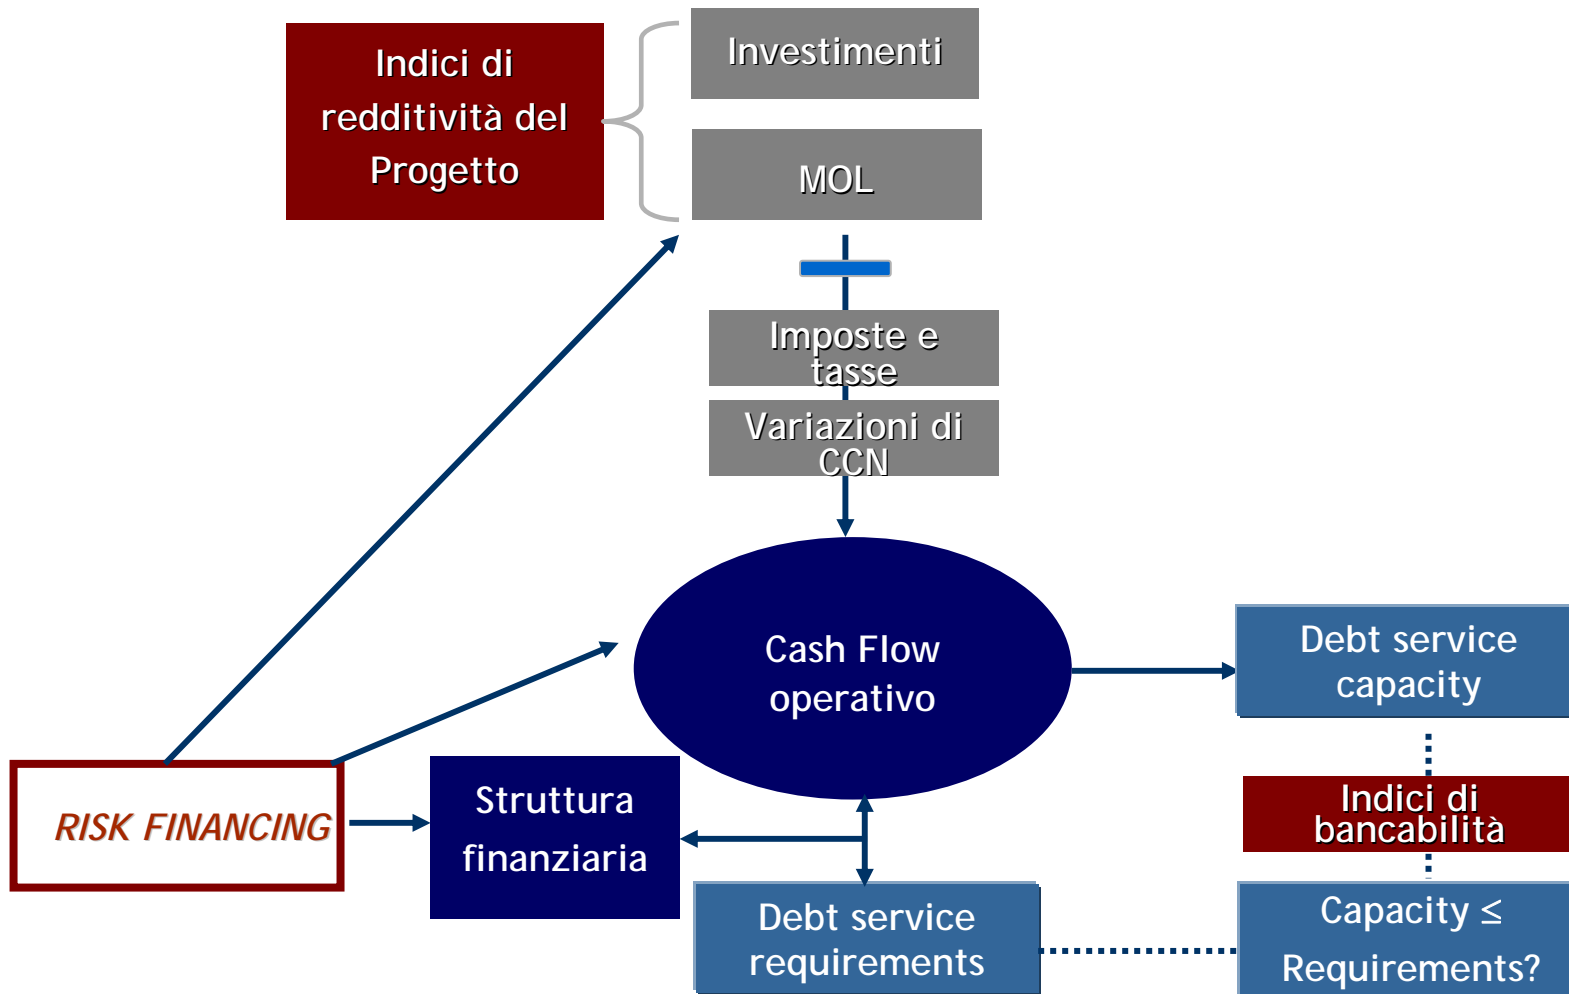 Indici di
redditività del
Progetto
Investimenti
MOL
Imposte e
tasse
Variazioni di
CCN
Cash Flow
operativo
Debt service
capacity
RISK FINANCING
Struttura
finanziaria
Indici di
bancabilità
Debt service
requirements
Capacity ≤
Requirements?